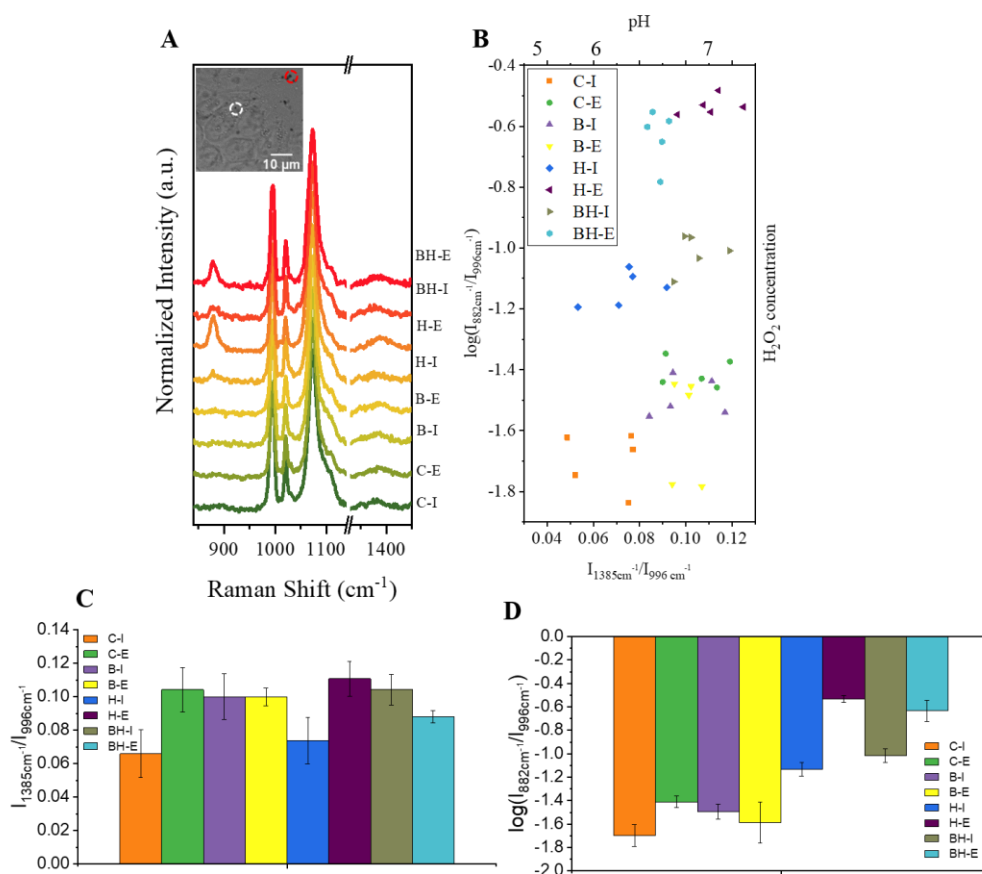 A
Normalized Intensity (a.u.)
10 μm
BH-E
BH-I
H-E
H-I
B-E
B-I
C-E
C-I
900
1000
1100
1400
Raman Shift (cm⁻¹)
B
pH
5
6
7
-0.4
-0.6
-0.8
-1.0
-1.2
-1.4
-1.6
-1.8
log(I₈₈₂cm⁻¹/I₉₉₆cm⁻¹)
C-I
C-E
B-I
B-E
H-I
H-E
BH-I
BH-E
H₂O₂ concentration
0.04
0.06
0.08
0.10
0.12
I₁₃₈₅cm⁻¹/I₉₉₆ cm⁻¹
C
I₁₃₈₅cm⁻¹/I₉₉₆cm⁻¹
0.14
0.12
0.10
0.08
0.06
0.04
0.02
0.00
C-I
C-E
B-I
B-E
H-I
H-E
BH-I
BH-E
D
log(I₈₈₂cm⁻¹/I₉₉₆cm⁻¹)
0.0
-0.2
-0.4
-0.6
-0.8
-1.0
-1.2
-1.4
-1.6
-1.8
-2.0
C-I
C-E
B-I
B-E
H-I
H-E
BH-I
BH-E